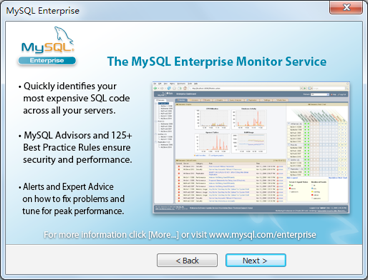 MySQL Enterprise
MySQL
Enterprise
The MySQL Enterprise Monitor Service
• Quickly identifies your
most expensive SQL code
across all your servers.
• MySQL Advisors and 125+
Best Practice Rules ensure
security and performance.
• Alerts and Expert Advice
on how to fix problems and
tune for peak performance.
For more information click [More...] or visit www.mysql.com/enterprise
< Back
Next >